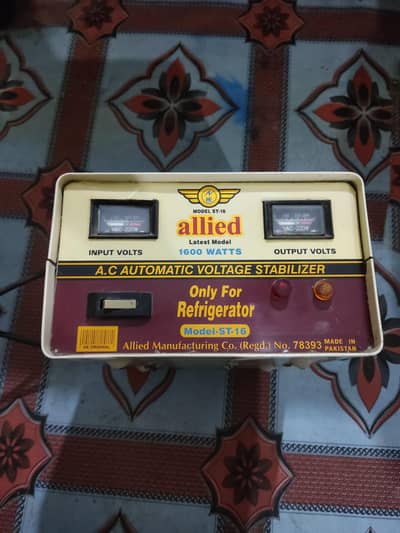 MODEL ST-16
allied
Latest Model
1600 WATTS
INPUT VOLTS
OUTPUT VOLTS
A.C AUTOMATIC VOLTAGE STABILIZER
Only For
Refrigerator
Model-ST-16
Allied Manufacturing Co. (Regd.) No. 78393
MADE IN
PAKISTAN